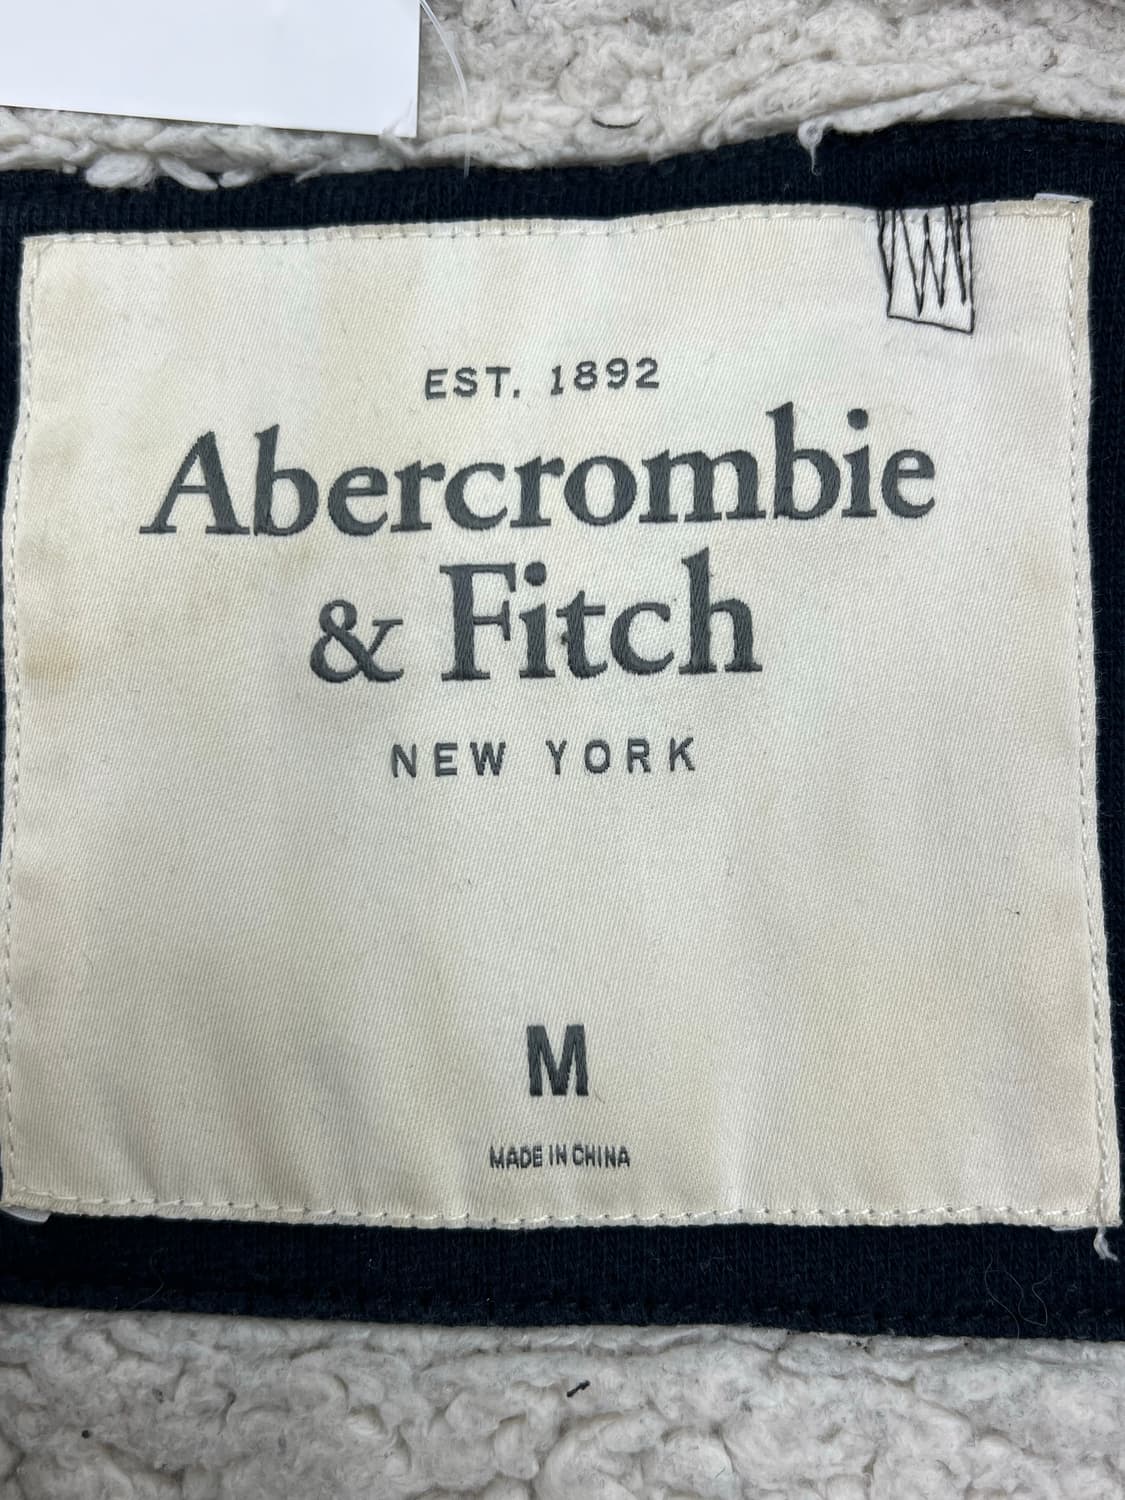 EST. 1892
Abercrombie
& Fitch
NEW YORK
M
MADE IN CHINA